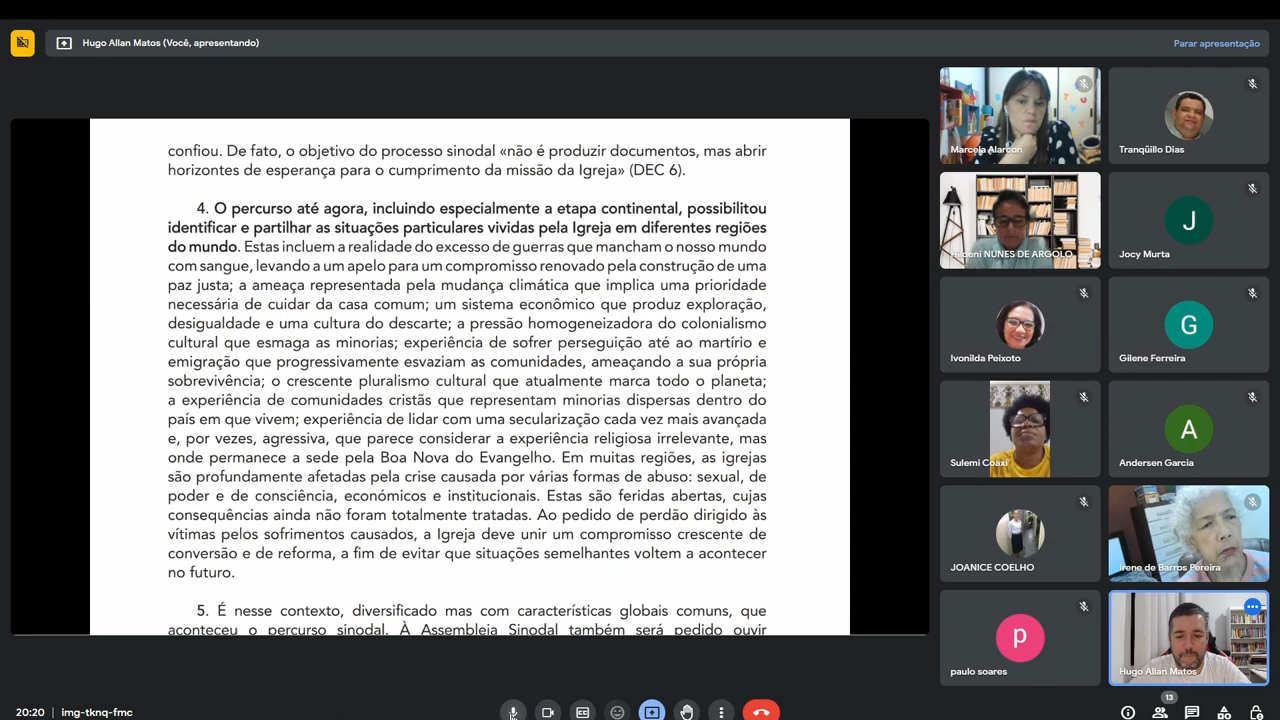 Hugo Allan Matos (Você, apresentando)
Parar apresentação
confiou. De fato, o objetivo do processo sinodal «não é produzir documentos, mas abrir
horizontes de esperança para o cumprimento da missão da Igreja» (DEC 6).
4. O percurso até agora, incluindo especialmente a etapa continental, possibilitou
identificar e partilhar as situações particulares vividas pela Igreja em diferentes regiões
do mundo. Estas incluem a realidade do excesso de guerras que mancham o nosso mundo
com sangue, levando a um apelo para um compromisso renovado pela construção de uma
paz justa; a ameaça representada pela mudança climática que implica uma prioridade
necessária de cuidar da casa comum; um sistema econômico que produz exploração,
desigualdade e uma cultura do descarte; a pressão homogeneizadora do colonialismo
cultural que esmaga as minorias; experiência de sofrer perseguição até ao martírio e
emigração que progressivamente esvaziam as comunidades, ameaçando a sua própria
sobrevivência; o crescente pluralismo cultural que atualmente marca todo o planeta;
a experiência de comunidades cristãs que representam minorias dispersas dentro do
país em que vivem; experiência de lidar com uma secularização cada vez mais avançada
e, por vezes, agressiva, que parece considerar a experiência religiosa irrelevante, mas
onde permanece a sede pela Boa Nova do Evangelho. Em muitas regiões, as igrejas
são profundamente afetadas pela crise causada por várias formas de abuso: sexual, de
poder e de consciência, económicos e institucionais. Estas são feridas abertas, cujas
consequências ainda não foram totalmente tratadas. Ao pedido de perdão dirigido às
vítimas pelos sofrimentos causados, a Igreja deve unir um compromisso crescente de
conversão e de reforma, a fim de evitar que situações semelhantes voltem a acontecer
no futuro.
5. É nesse contexto, diversificado mas com características globais comuns, que
aconteceu o percurso sinodal. À Assembleia Sinodal também será pedido ouvir
Marcela Alarcon
Tranqüillo Dias
Hildeni NUNES DE ARGOLO
J
Jocy Murta
Ivonilda Peixoto
G
Gilene Ferreira
Sulemi Coaxi
A
Andersen Garcia
JOANICE COELHO
Irene de Barros Pereira
p
paulo soares
Hugo Allan Matos
20:20 | img-tknq-fmc
13